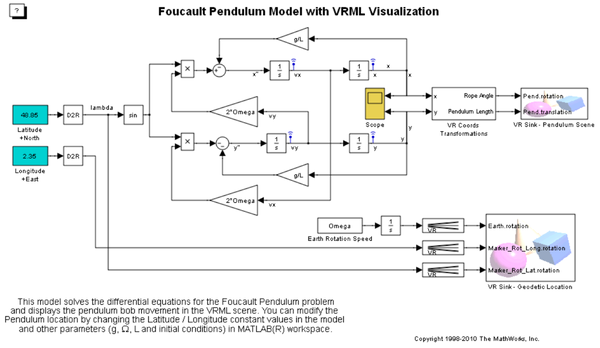 ?
Foucault Pendulum Model with VRML Visualization
g/L
x
x''
1
s
vx
1
s
x
x
lambda
2*Omega
vy
48.85
Latitude
+North
D2R
sin
Scope
x
y
Rope Angle
Pendulum Length
VR Coords
Transformations
Pend.rotation
Pend.translation
VR Sink - Pendulum Scene
2.35
Longitude
+East
D2R
x
y''
1
s
vy
1
s
y
y
g/L
2*Omega
vx
Omega
Earth Rotation Speed
1
s
VR
VR
VR
Earth.rotation
Marker_Rot_Long.rotation
Marker_Rot_Lat.rotation
VR Sink - Geodetic Location
This model solves the differential equations for the Foucault Pendulum problem
and displays the pendulum bob movement in the VRML scene. You can modify the
Pendulum location by changing the Latitude / Longitude constant values in the model
and other parameters (g, Ω, L and initial conditions) in MATLAB(R) workspace.
Copyright 1998-2010 The MathWorks, Inc.